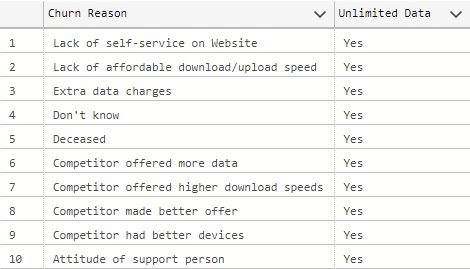 Churn Reason Unlimited Data
1 Lack of self-service on Website Yes
2 Lack of affordable download/upload speed Yes
3 Extra data charges Yes
4 Don't know Yes
5 Deceased Yes
6 Competitor offered more data Yes
7 Competitor offered higher download speeds Yes
8 Competitor made better offer Yes
9 Competitor had better devices Yes
10 Attitude of support person Yes